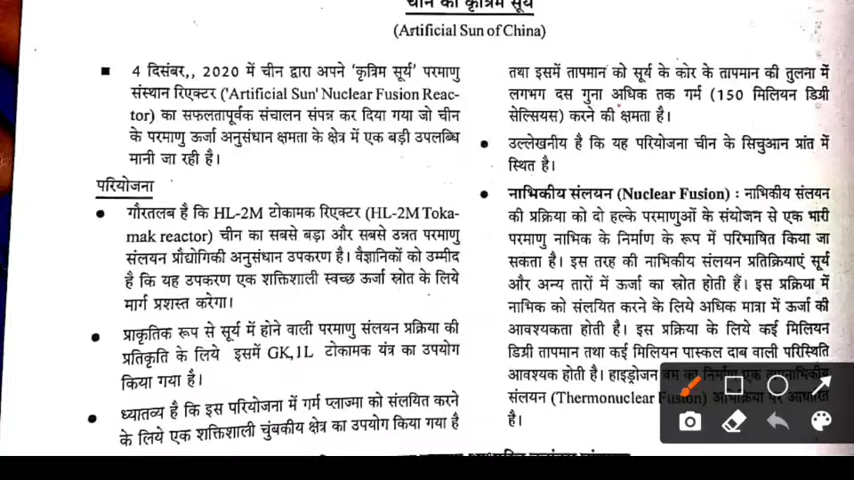 चीन का कृत्रिम सूर्य
(Artificial Sun of China)
4 दिसंबर,, 2020 में चीन द्वारा अपने ‘कृत्रिम सूर्य’ परमाणु
संस्थान रिएक्टर ('Artificial Sun' Nuclear Fusion Reac-
tor) का सफलतापूर्वक संचालन संपन्न कर दिया गया जो चीन
के परमाणु ऊर्जा अनुसंधान क्षमता के क्षेत्र में एक बड़ी उपलब्धि
मानी जा रही है।
परियोजना
गौरतलब है कि HL-2M टोकामक रिएक्टर (HL-2M Toka-
mak reactor) चीन का सबसे बड़ा और सबसे उन्नत परमाणु
संलयन प्रौद्योगिकी अनुसंधान उपकरण है। वैज्ञानिकों को उम्मीद
है कि यह उपकरण एक शक्तिशाली स्वच्छ ऊर्जा स्रोत के लिये
मार्ग प्रशस्त करेगा।
प्राकृतिक रूप से सूर्य में होने वाली परमाणु संलयन प्रक्रिया की
प्रतिकृति के लिये इसमें GK,1L टोकामक यंत्र का उपयोग
किया गया है।
ध्यातव्य है कि इस परियोजना में गर्म प्लाज्मा को संलयित करने
के लिये एक शक्तिशाली चुंबकीय क्षेत्र का उपयोग किया गया है
तथा इसमें तापमान को सूर्य के कोर के तापमान की तुलना में
लगभग दस गुना अधिक तक गर्म (150 मिलियन डिग्री
सेल्सियस) करने की क्षमता है।
उल्लेखनीय है कि यह परियोजना चीन के सिचुआन प्रांत में
स्थित है।
नाभिकीय संलयन (Nuclear Fusion) : नाभिकीय संलयन
की प्रक्रिया को दो हल्के परमाणुओं के संयोजन से एक भारी
परमाणु नाभिक के निर्माण के रूप में परिभाषित किया जा
सकता है। इस तरह की नाभिकीय संलयन प्रतिक्रियाएं सूर्य
और अन्य तारों में ऊर्जा का स्रोत होती हैं। इस प्रक्रिया में
नाभिक को संलयित करने के लिये अधिक मात्रा में ऊर्जा की
आवश्यकता होती है। इस प्रक्रिया के लिये कई मिलियन
डिग्री तापमान तथा कई मिलियन पास्कल दाब वाली परिस्थिति
आवश्यक होती है। हाइड्रोजन बम का निर्माण एक तापनाभिकीय
संलयन (Thermonuclear Fusion) अभिक्रिया पर आधारित
है।